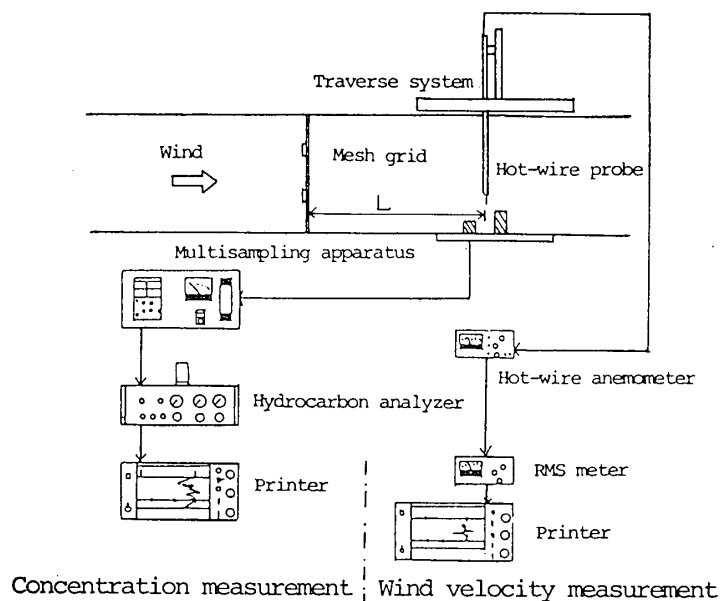 Traverse system
Wind
Mesh grid
Hot-wire probe
L
Multisampling apparatus
Hot-wire anemometer
Hydrocarbon analyzer
RMS meter
Printer
Printer
Concentration measurement
Wind velocity measurement